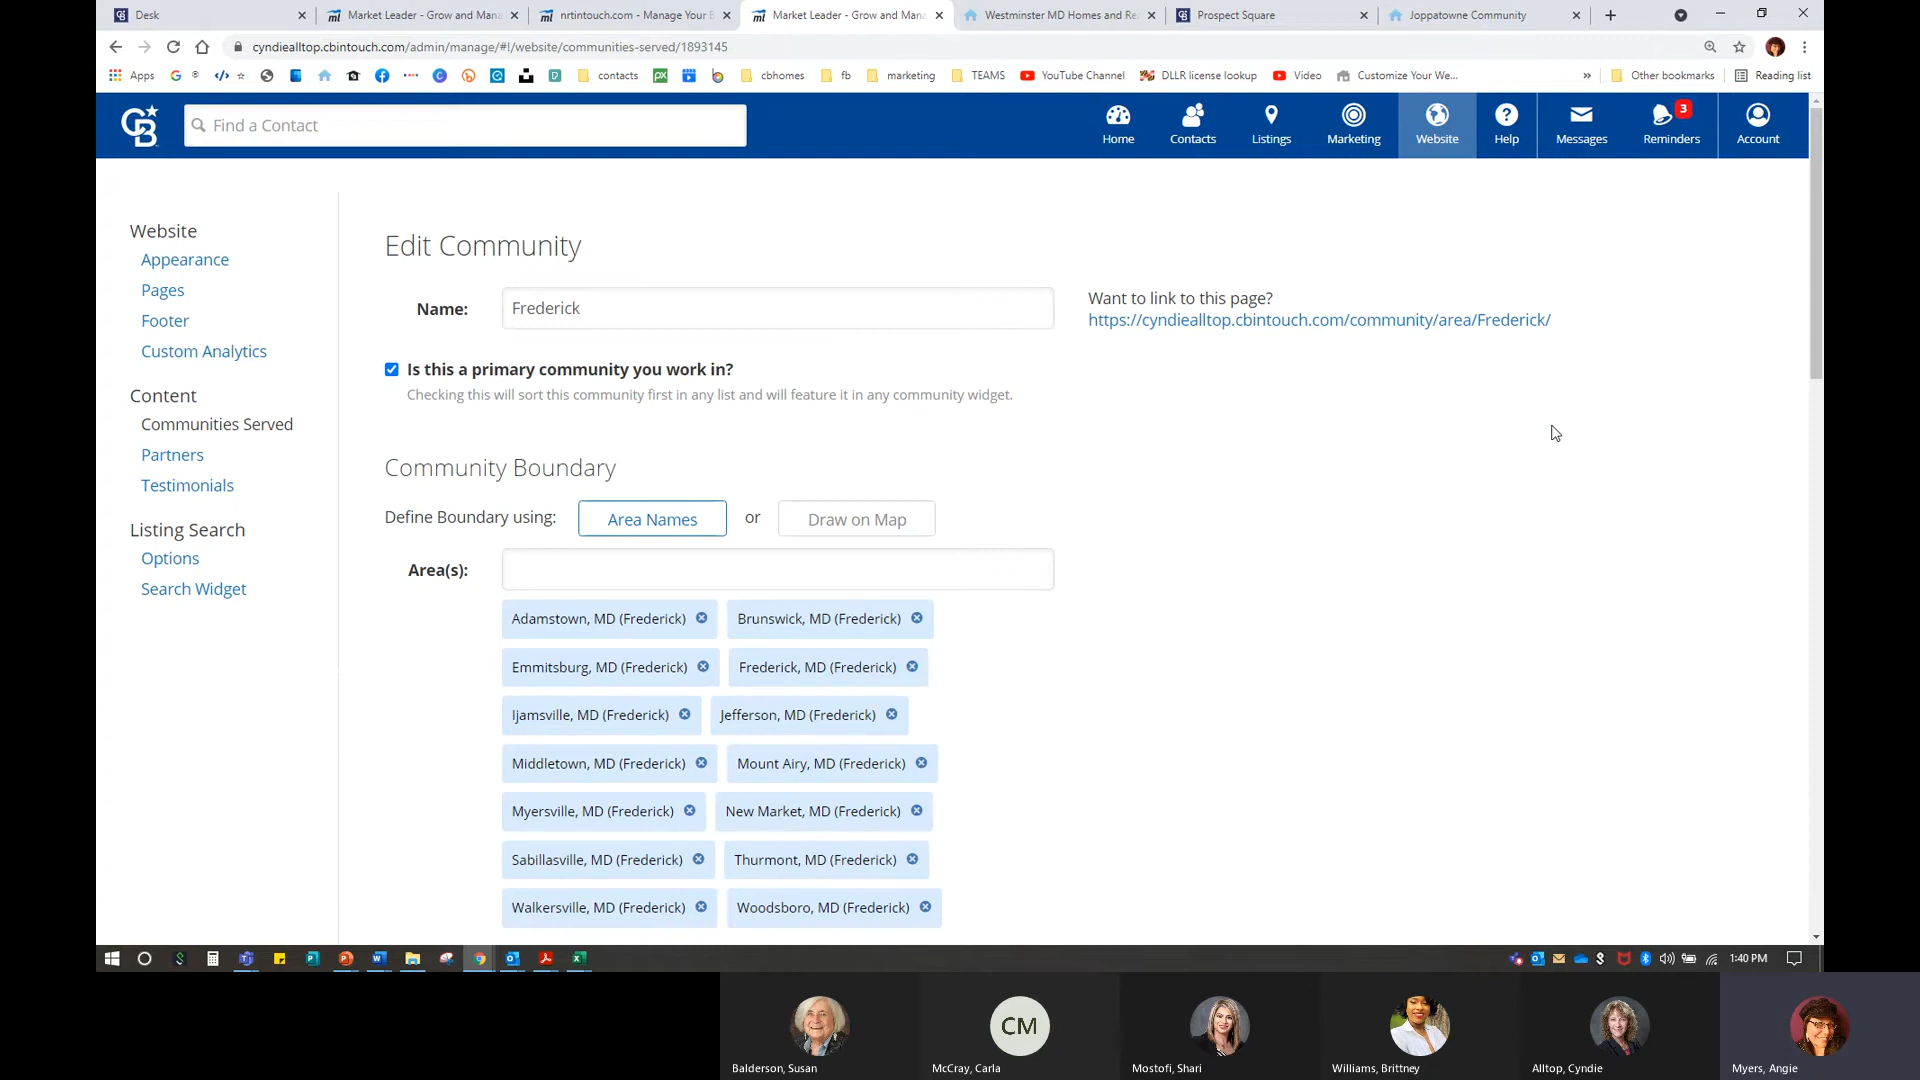 Desk
Market Leader - Grow and Mana
nrtintouch.com - Manage Your B
Market Leader - Grow and Mana
Westminster MD Homes and Re
Prospect Square
Joppatowne Community
cyndiealltop.cbintouch.com/admin/manage/#!/website/communities-served/1893145
Apps
contacts
cbhomes
fb
marketing
TEAMS
YouTube Channel
DLLR license lookup
Video
Customize Your We...
»
Other bookmarks
Reading list
CB
Find a Contact
Home
Contacts
Listings
Marketing
Website
Help
Messages
3
Reminders
Account
Website
Appearance
Pages
Footer
Custom Analytics
Content
Communities Served
Partners
Testimonials
Listing Search
Options
Search Widget
Edit Community
Name: Frederick
Want to link to this page?
https://cyndiealltop.cbintouch.com/community/area/Frederick/
Is this a primary community you work in?
Checking this will sort this community first in any list and will feature it in any community widget.
Community Boundary
Define Boundary using: Area Names or Draw on Map
Area(s):
Adamstown, MD (Frederick) Brunswick, MD (Frederick)
Emmitsburg, MD (Frederick) Frederick, MD (Frederick)
Ijamsville, MD (Frederick) Jefferson, MD (Frederick)
Middletown, MD (Frederick) Mount Airy, MD (Frederick)
Myersville, MD (Frederick) New Market, MD (Frederick)
Sabillasville, MD (Frederick) Thurmont, MD (Frederick)
Walkersville, MD (Frederick) Woodsboro, MD (Frederick)
1:40 PM
CM
Balderson, Susan
McCray, Carla
Mostofi, Shari
Williams, Brittney
Alltop, Cyndie
Myers, Angie